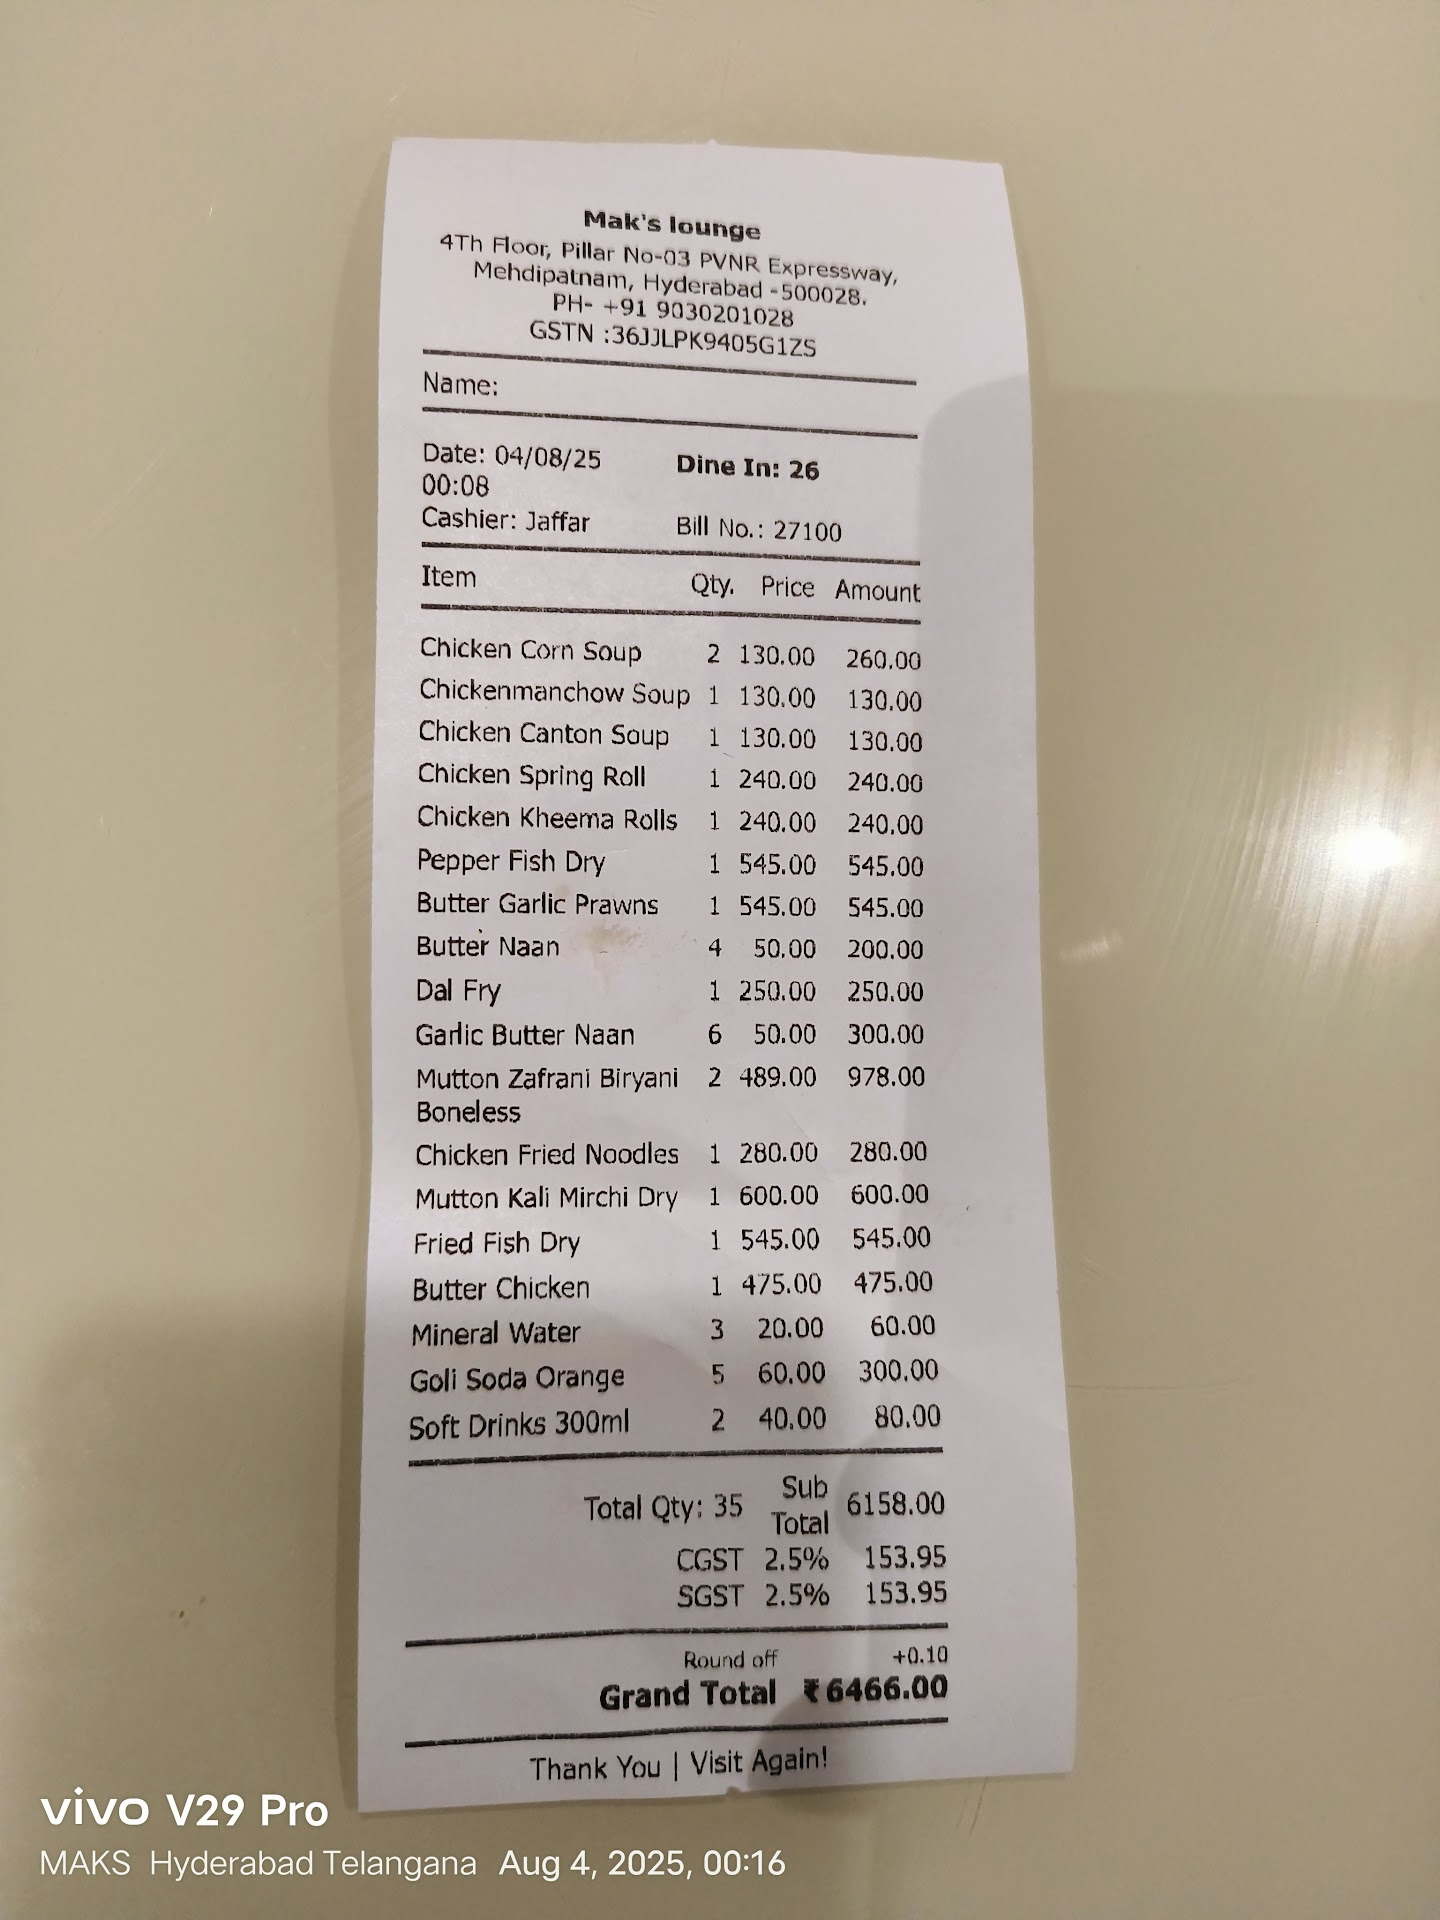 Mak's lounge
4Th Floor, Pillar No-03 PVNR Expressway,
Mehdipatnam, Hyderabad -500028.
PH- +91 9030201028
GSTN :36JJLPK9405G1ZS
Name:
Date: 04/08/25 Dine In: 26
00:08
Cashier: Jaffar Bill No.: 27100
Item Qty. Price Amount
Chicken Corn Soup 2 130.00 260.00
Chickenmanchow Soup 1 130.00 130.00
Chicken Canton Soup 1 130.00 130.00
Chicken Spring Roll 1 240.00 240.00
Chicken Kheema Rolls 1 240.00 240.00
Pepper Fish Dry 1 545.00 545.00
Butter Garlic Prawns 1 545.00 545.00
Butter Naan 4 50.00 200.00
Dal Fry 1 250.00 250.00
Garlic Butter Naan 6 50.00 300.00
Mutton Zafrani Biryani 2 489.00 978.00
Boneless
Chicken Fried Noodles 1 280.00 280.00
Mutton Kali Mirchi Dry 1 600.00 600.00
Fried Fish Dry 1 545.00 545.00
Butter Chicken 1 475.00 475.00
Mineral Water 3 20.00 60.00
Goli Soda Orange 5 60.00 300.00
Soft Drinks 300ml 2 40.00 80.00
Total Qty: 35 Sub Total 6158.00
CGST 2.5% 153.95
SGST 2.5% 153.95
Round off +0.10
Grand Total ₹6466.00
Thank You | Visit Again!
vivo V29 Pro
MAKS Hyderabad Telangana Aug 4, 2025, 00:16